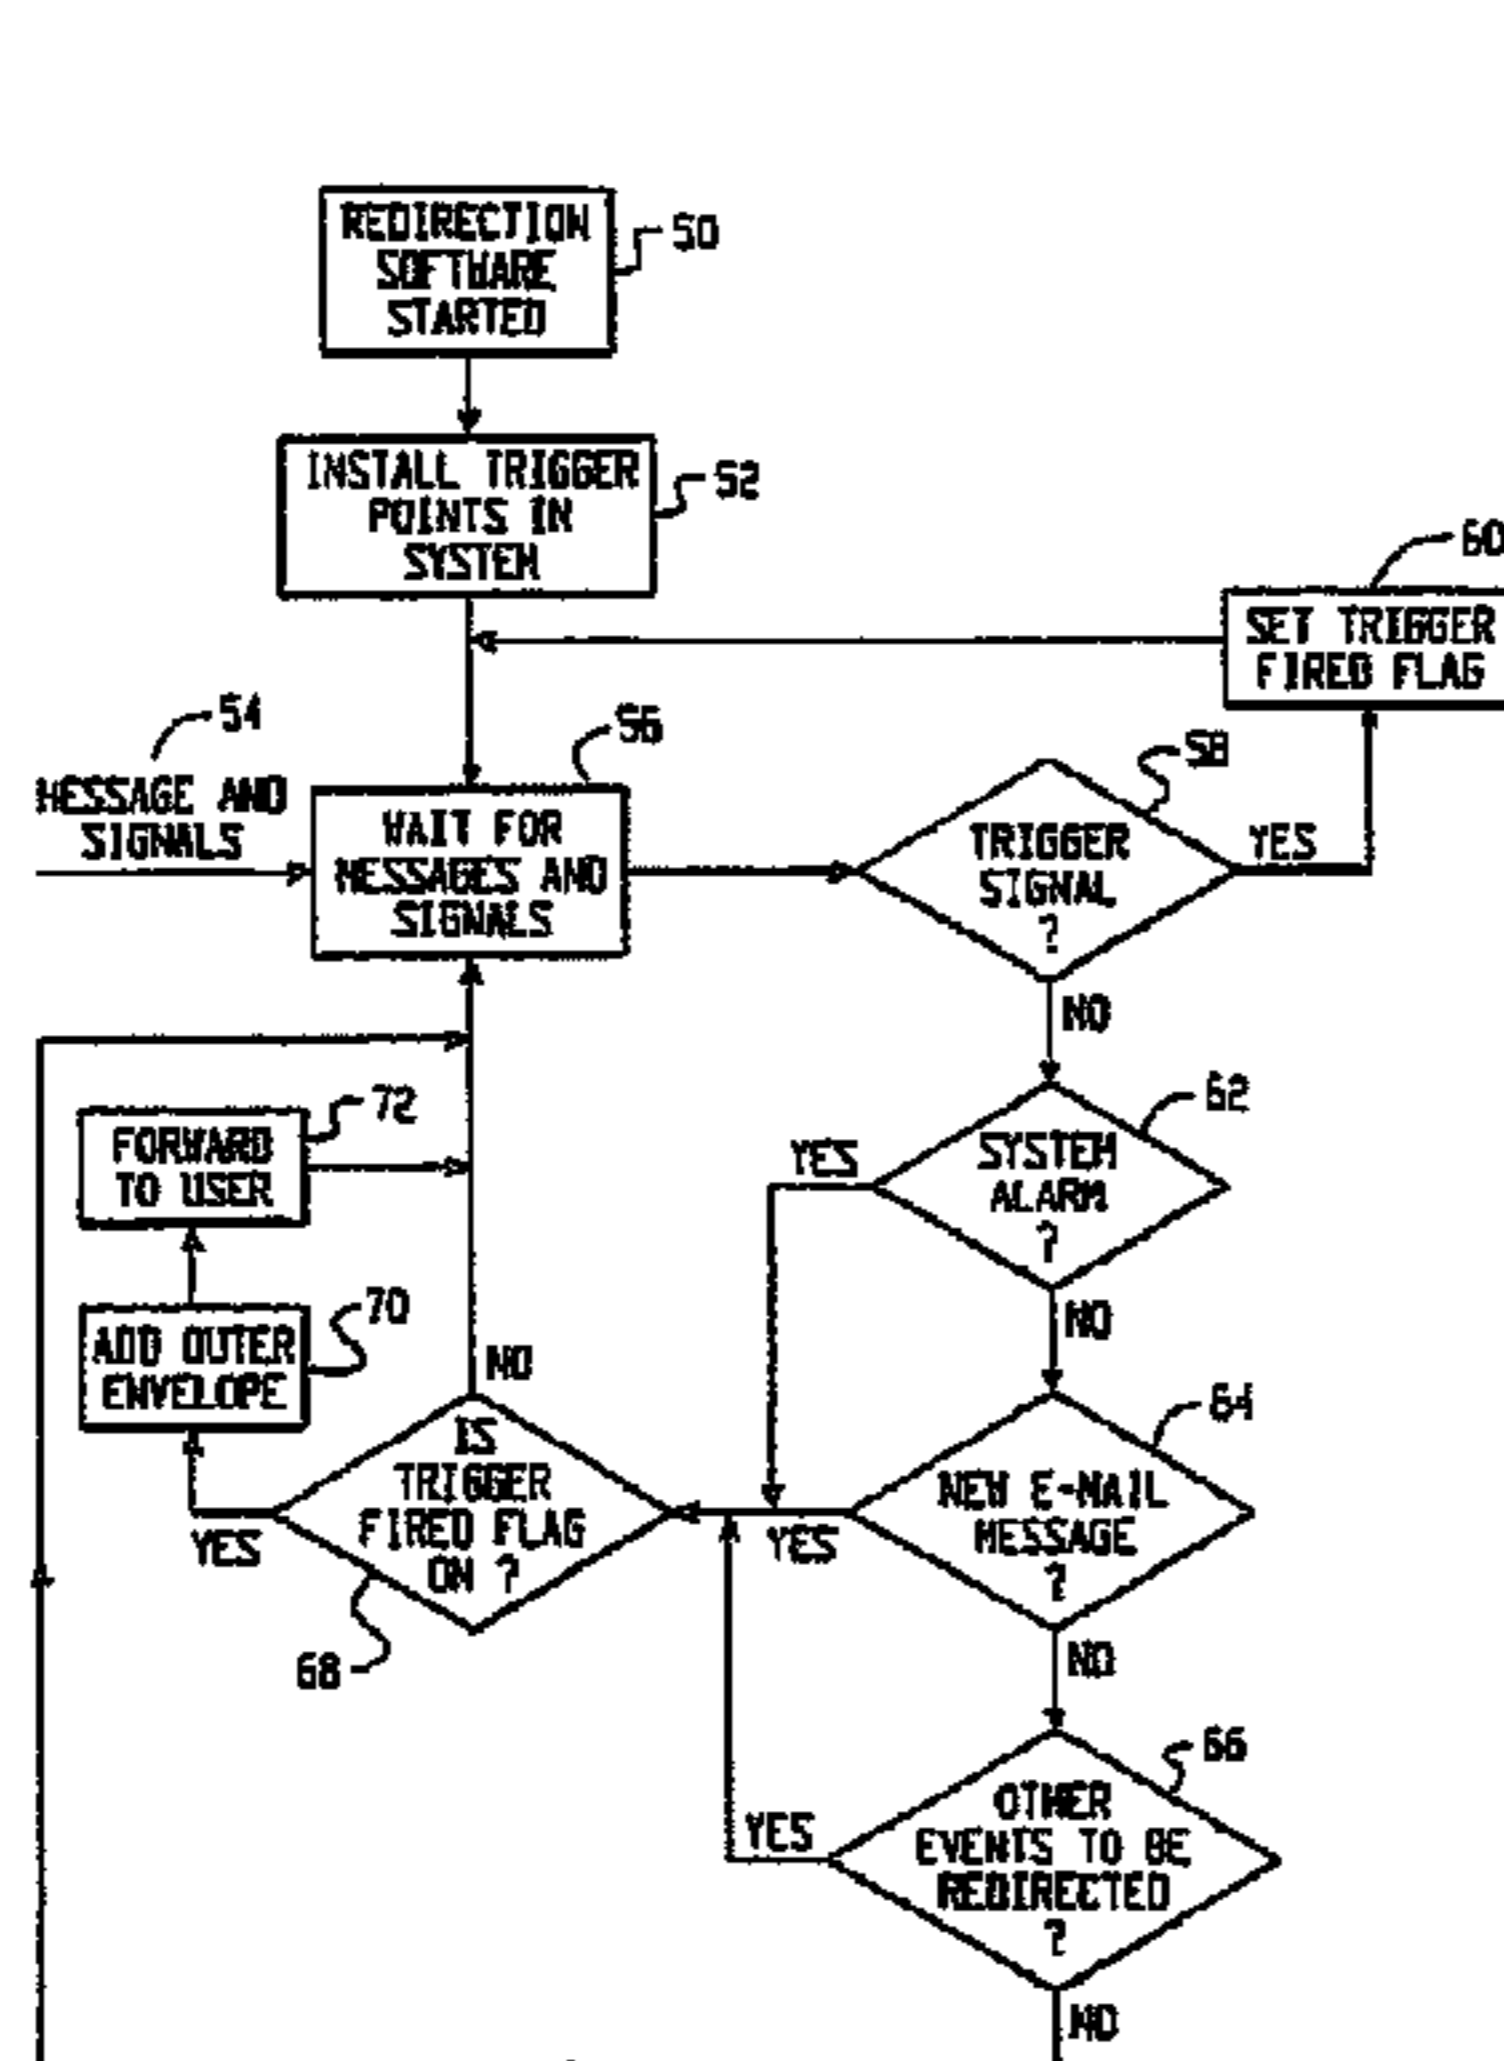 REDIRECTION
SOFTWARE
STARTED
50
INSTALL TRIGGER
POINTS IN
SYSTEM
52
60
SET TRIGGER
FIRED FLAG
54
MESSAGE AND
SIGNALS
56
WAIT FOR
MESSAGES AND
SIGNALS
58
TRIGGER
SIGNAL
?
YES
NO
62
SYSTEM
ALARM
?
YES
NO
72
FORWARD
TO USER
70
ADD OUTER
ENVELOPE
NO
IS
TRIGGER
FIRED FLAG
ON ?
YES
68
64
NEW E-MAIL
MESSAGE
?
YES
NO
66
OTHER
EVENTS TO BE
REDIRECTED
?
YES
NO